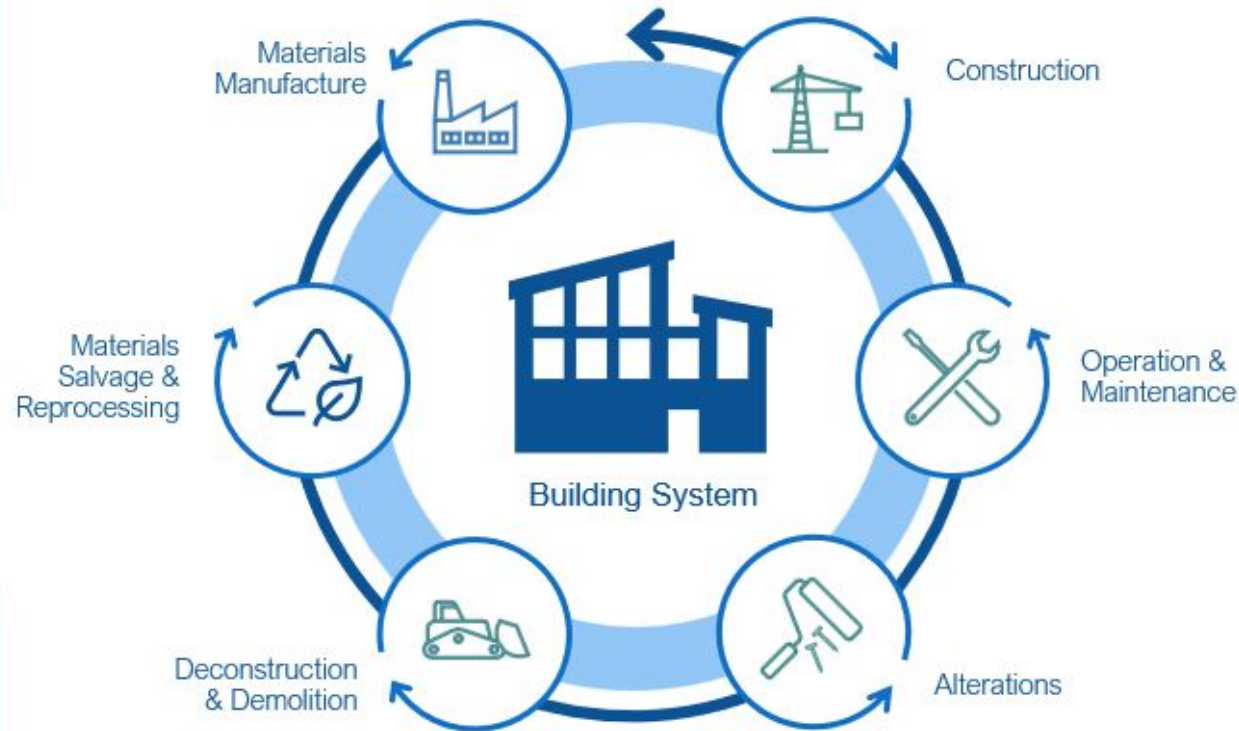 Materials
Manufacture
Construction
Materials
Salvage &
Reprocessing
Operation &
Maintenance
Building System
Deconstruction
& Demolition
Alterations